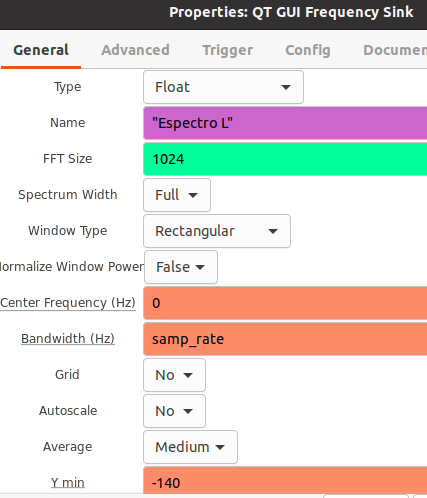 Properties: QT GUI Frequency Sink
General Advanced Trigger Config Documen
Type Float
Name "Espectro L"
FFT Size 1024
Spectrum Width Full
Window Type Rectangular
Normalize Window Power False
Center Frequency (Hz) 0
Bandwidth (Hz) samp_rate
Grid No
Autoscale No
Average Medium
Y min -140